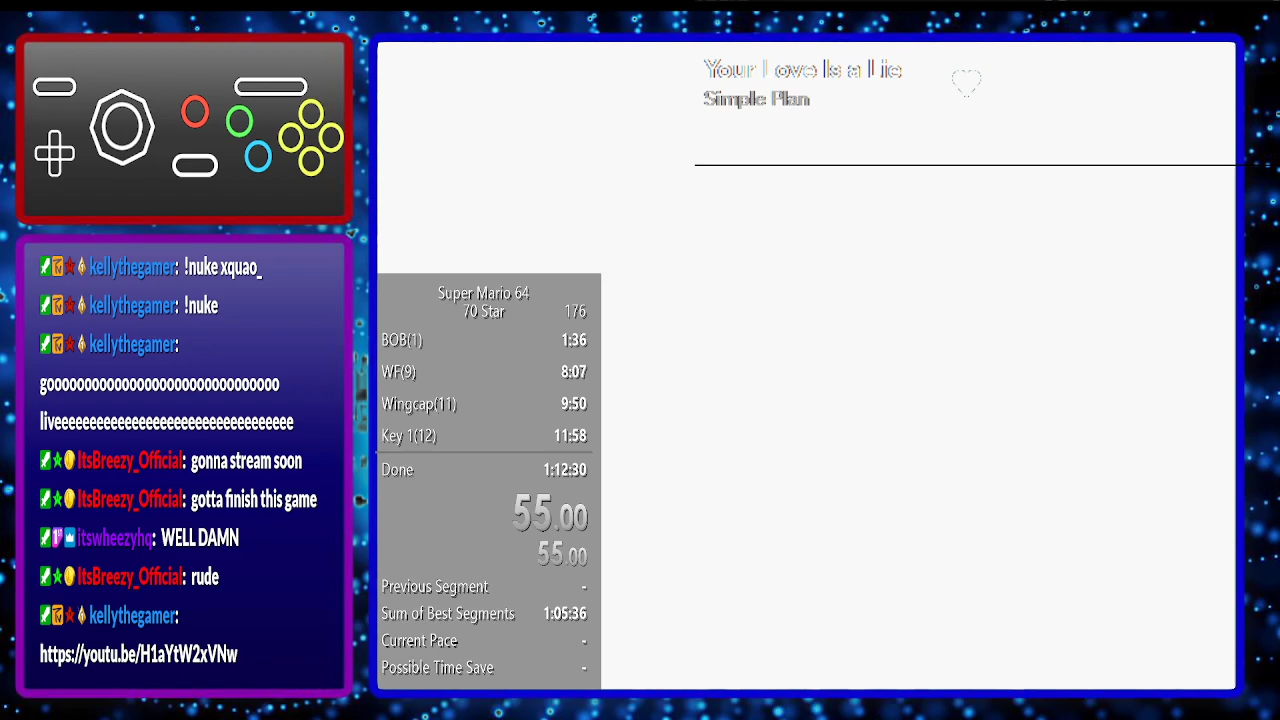 Your Love Is a Lie
Simple Plan
kellythegamer: !nuke xquao_
kellythegamer: !nuke
kellythegamer:
goooooooooooooooooooooooooooooo
liveeeeeeeeeeeeeeeeeeeeeeeeeeeeeeeee
ItsBreezy_Official: gonna stream soon
ItsBreezy_Official: gotta finish this game
itswheezyhq: WELL DAMN
ItsBreezy_Official: rude
kellythegamer:
https://youtu.be/H1aYtW2xVNw
Super Mario 64
70 Star 176
BOB(1) 1:36
WF(9) 8:07
Wingcap(11) 9:50
Key 1(12) 11:58
Done 1:12:30
55.00
55.00
Previous Segment -
Sum of Best Segments 1:05:36
Current Pace -
Possible Time Save -